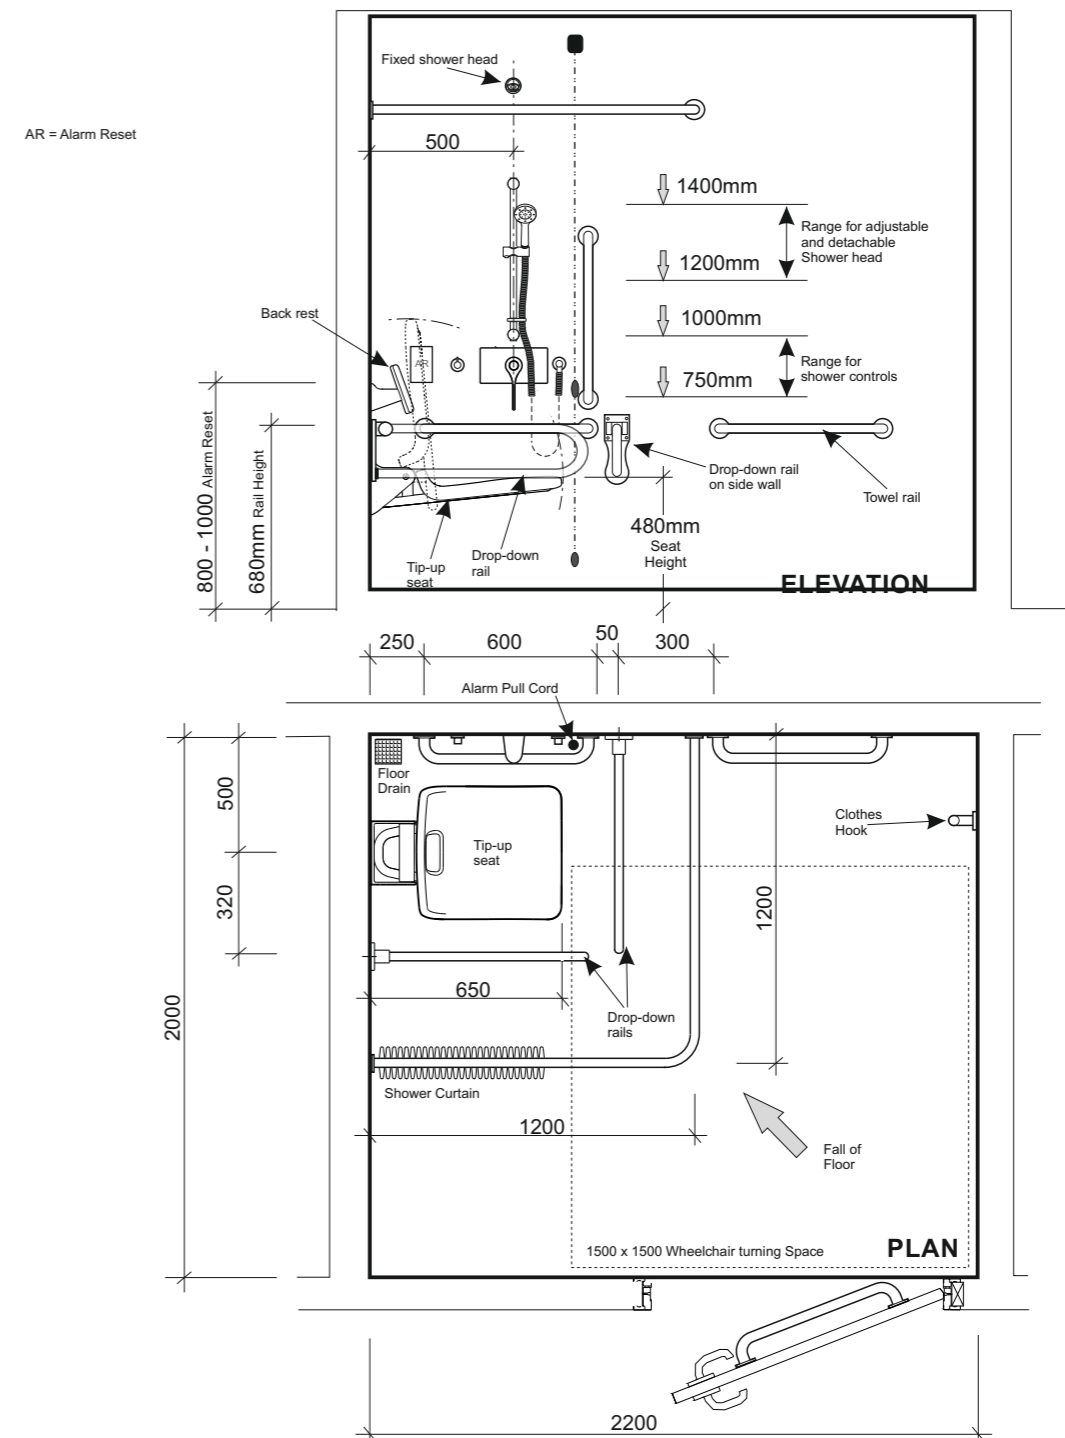 Fixed shower head
AR = Alarm Reset
500
1400mm
Range for adjustable
and detachable
Shower head
1200mm
Back rest
1000mm
AR
Range for
shower controls
750mm
800 - 1000 Alarm Reset
680mm Rail Height
Drop-down rail
on side wall
Towel rail
480mm
Seat
Height
Drop-down
rail
Tip-up
seat
ELEVATION
250
600
50
300
Alarm Pull Cord
Floor
Drain
500
Clothes
Hook
Tip-up
seat
320
1200
650
2000
Drop-down
rails
Shower Curtain
1200
Fall of
Floor
1500 x 1500 Wheelchair turning Space
PLAN
2200